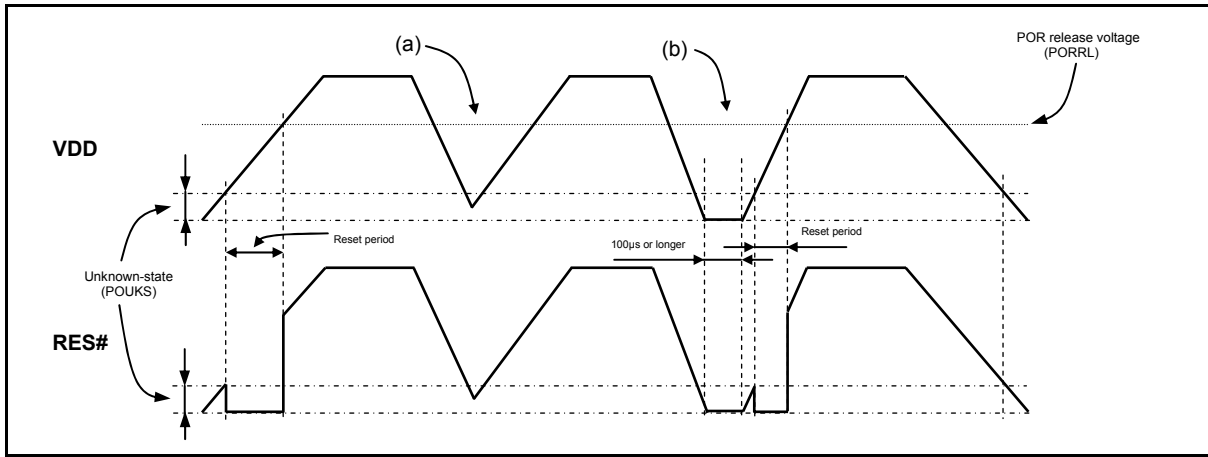 (a)
(b)
POR release voltage
(PORRL)
VDD
Reset period
100μs or longer
Reset period
Unknown-state
(POUKS)
RES#